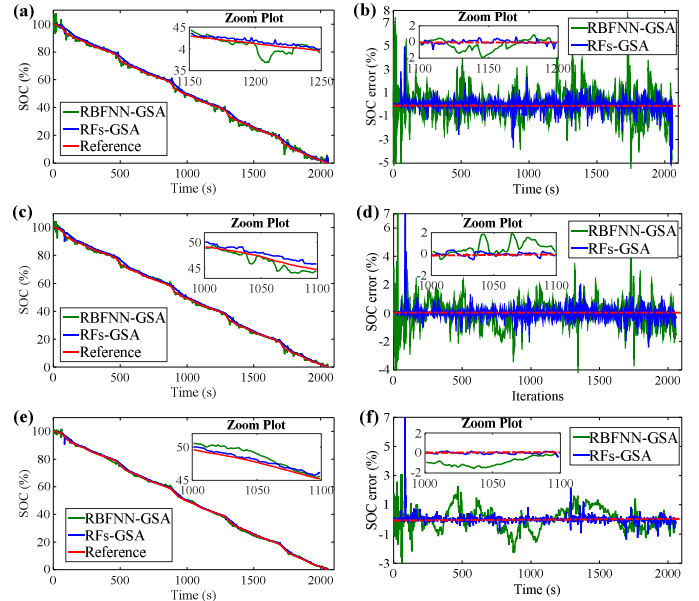 (a)
Zoom Plot
45
4
35
1150
1200
1250
100
80
60
40
20
0
SOC (%)
RBFNN-GSA
RFs-GSA
Reference
0
500
1000
1500
2000
Time (s)
(b)
Zoom Plot
2
0
-2
1100
1150
1200
RBFNN-GSA
RFs-GSA
8
5
2
-1
-3
-5
SOC error (%)
0
500
1000
1500
2000
Time (s)
(c)
Zoom Plot
50
45
1000
1050
1100
100
80
60
40
20
0
SOC (%)
RBFNN-GSA
RFs-GSA
Reference
0
500
1000
1500
2000
Time (s)
(d)
Zoom Plot
2
0
-2
1000
1050
1100
RBFNN-GSA
RFs-GSA
7
4
2
0
-2
-4
SOC error (%)
0
500
1000
1500
2000
Iterations
(e)
Zoom Plot
50
45
1000
1050
1100
100
80
60
40
20
0
SOC (%)
RBFNN-GSA
RFs-GSA
Reference
0
500
1000
1500
2000
Time (s)
(f)
Zoom Plot
2
0
-2
1000
1050
1100
RBFNN-GSA
RFs-GSA
7
5
3
1
-1
-3
SOC error (%)
0
500
1000
1500
2000
Time (s)